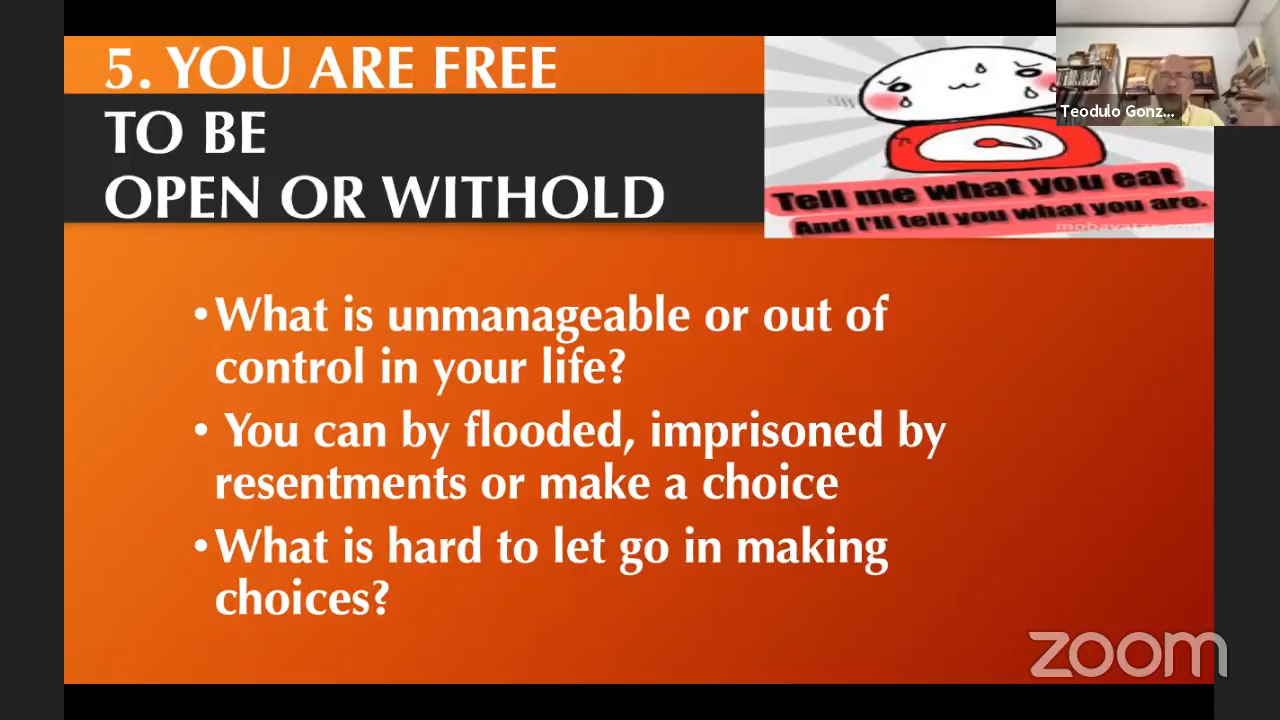 5. YOU ARE FREE
TO BE
OPEN OR WITHOLD
Teodulo Gonz...
Tell me what you eat
And I'll tell you what you are.
•What is unmanageable or out of
control in your life?
• You can by flooded, imprisoned by
resentments or make a choice
•What is hard to let go in making
choices?
zoom